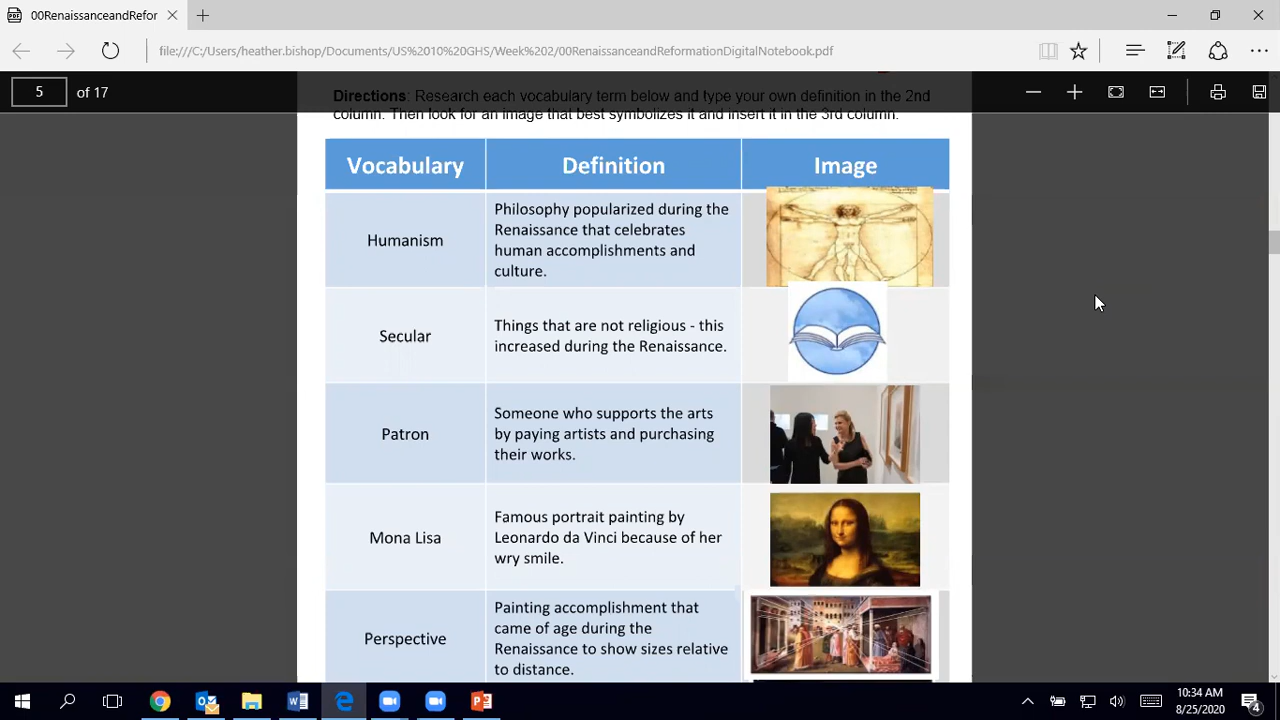 00RenaissanceandRefor
file:///C:/Users/heather.bishop/Documents/US%2010%20GHS/Week%202/00RenaissanceandReformationDigitalNotebook.pdf
5 of 17
Directions: Research each vocabulary term below and type your own definition in the 2nd
column. Then look for an image that best symbolizes it and insert it in the 3rd column.
Vocabulary Definition Image
Humanism
Philosophy popularized during the
Renaissance that celebrates
human accomplishments and
culture.
Secular
Things that are not religious - this
increased during the Renaissance.
Patron
Someone who supports the arts
by paying artists and purchasing
their works.
Mona Lisa
Famous portrait painting by
Leonardo da Vinci because of her
wry smile.
Perspective
Painting accomplishment that
came of age during the
Renaissance to show sizes relative
to distance.
10:34 AM
8/25/2020
4